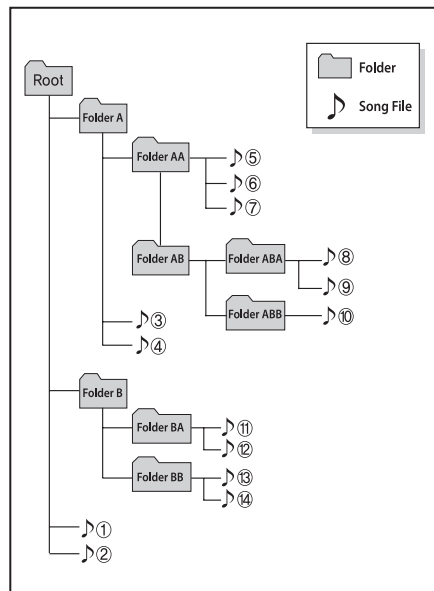 Root
Folder
Song File
Folder A
Folder AA
⑤
⑥
⑦
Folder AB
Folder ABA
⑧
⑨
Folder ABB
⑩
③
④
Folder B
Folder BA
⑪
⑫
Folder BB
⑬
⑭
①
②